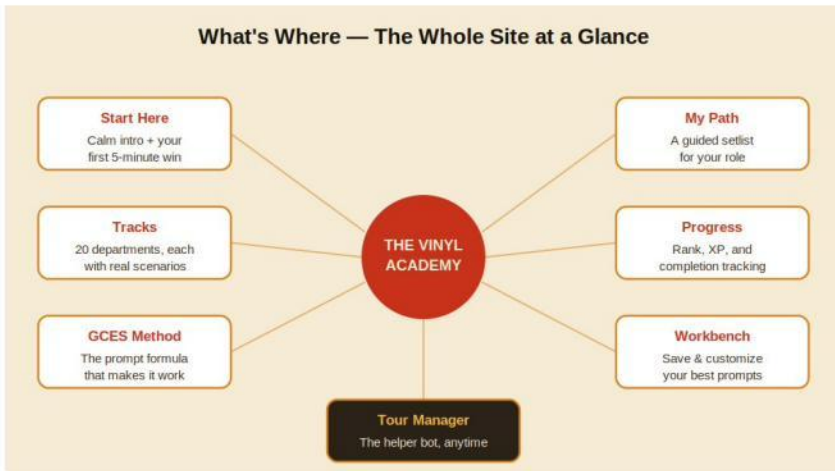 What's Where — The Whole Site at a Glance
Start Here
Calm intro + your
first 5-minute win
My Path
A guided setlist
for your role
Tracks
20 departments, each
with real scenarios
THE VINYL
ACADEMY
Progress
Rank, XP, and
completion tracking
GCES Method
The prompt formula
that makes it work
Workbench
Save & customize
your best prompts
Tour Manager
The helper bot, anytime